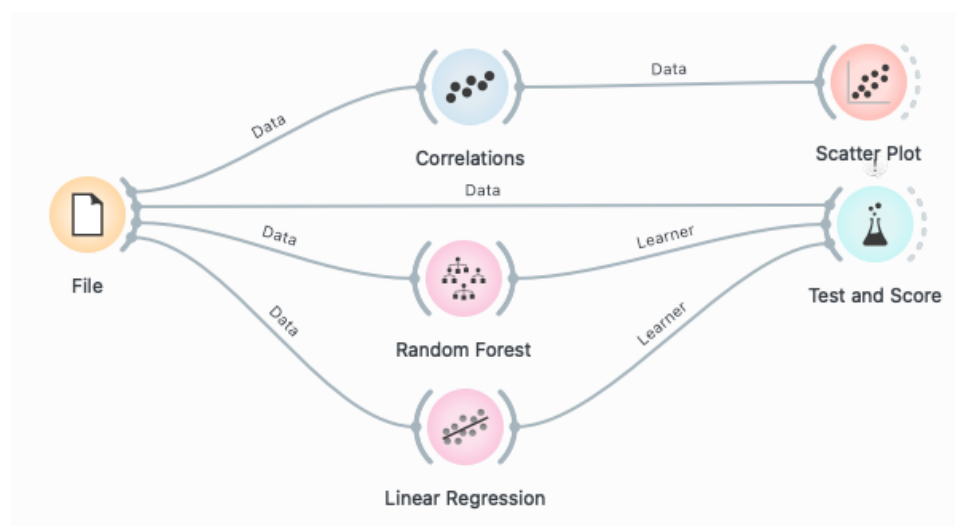 Data
Data
Correlations
Scatter Plot
Data
File
Data
Learner
Test and Score
Random Forest
Data
Learner
Linear Regression